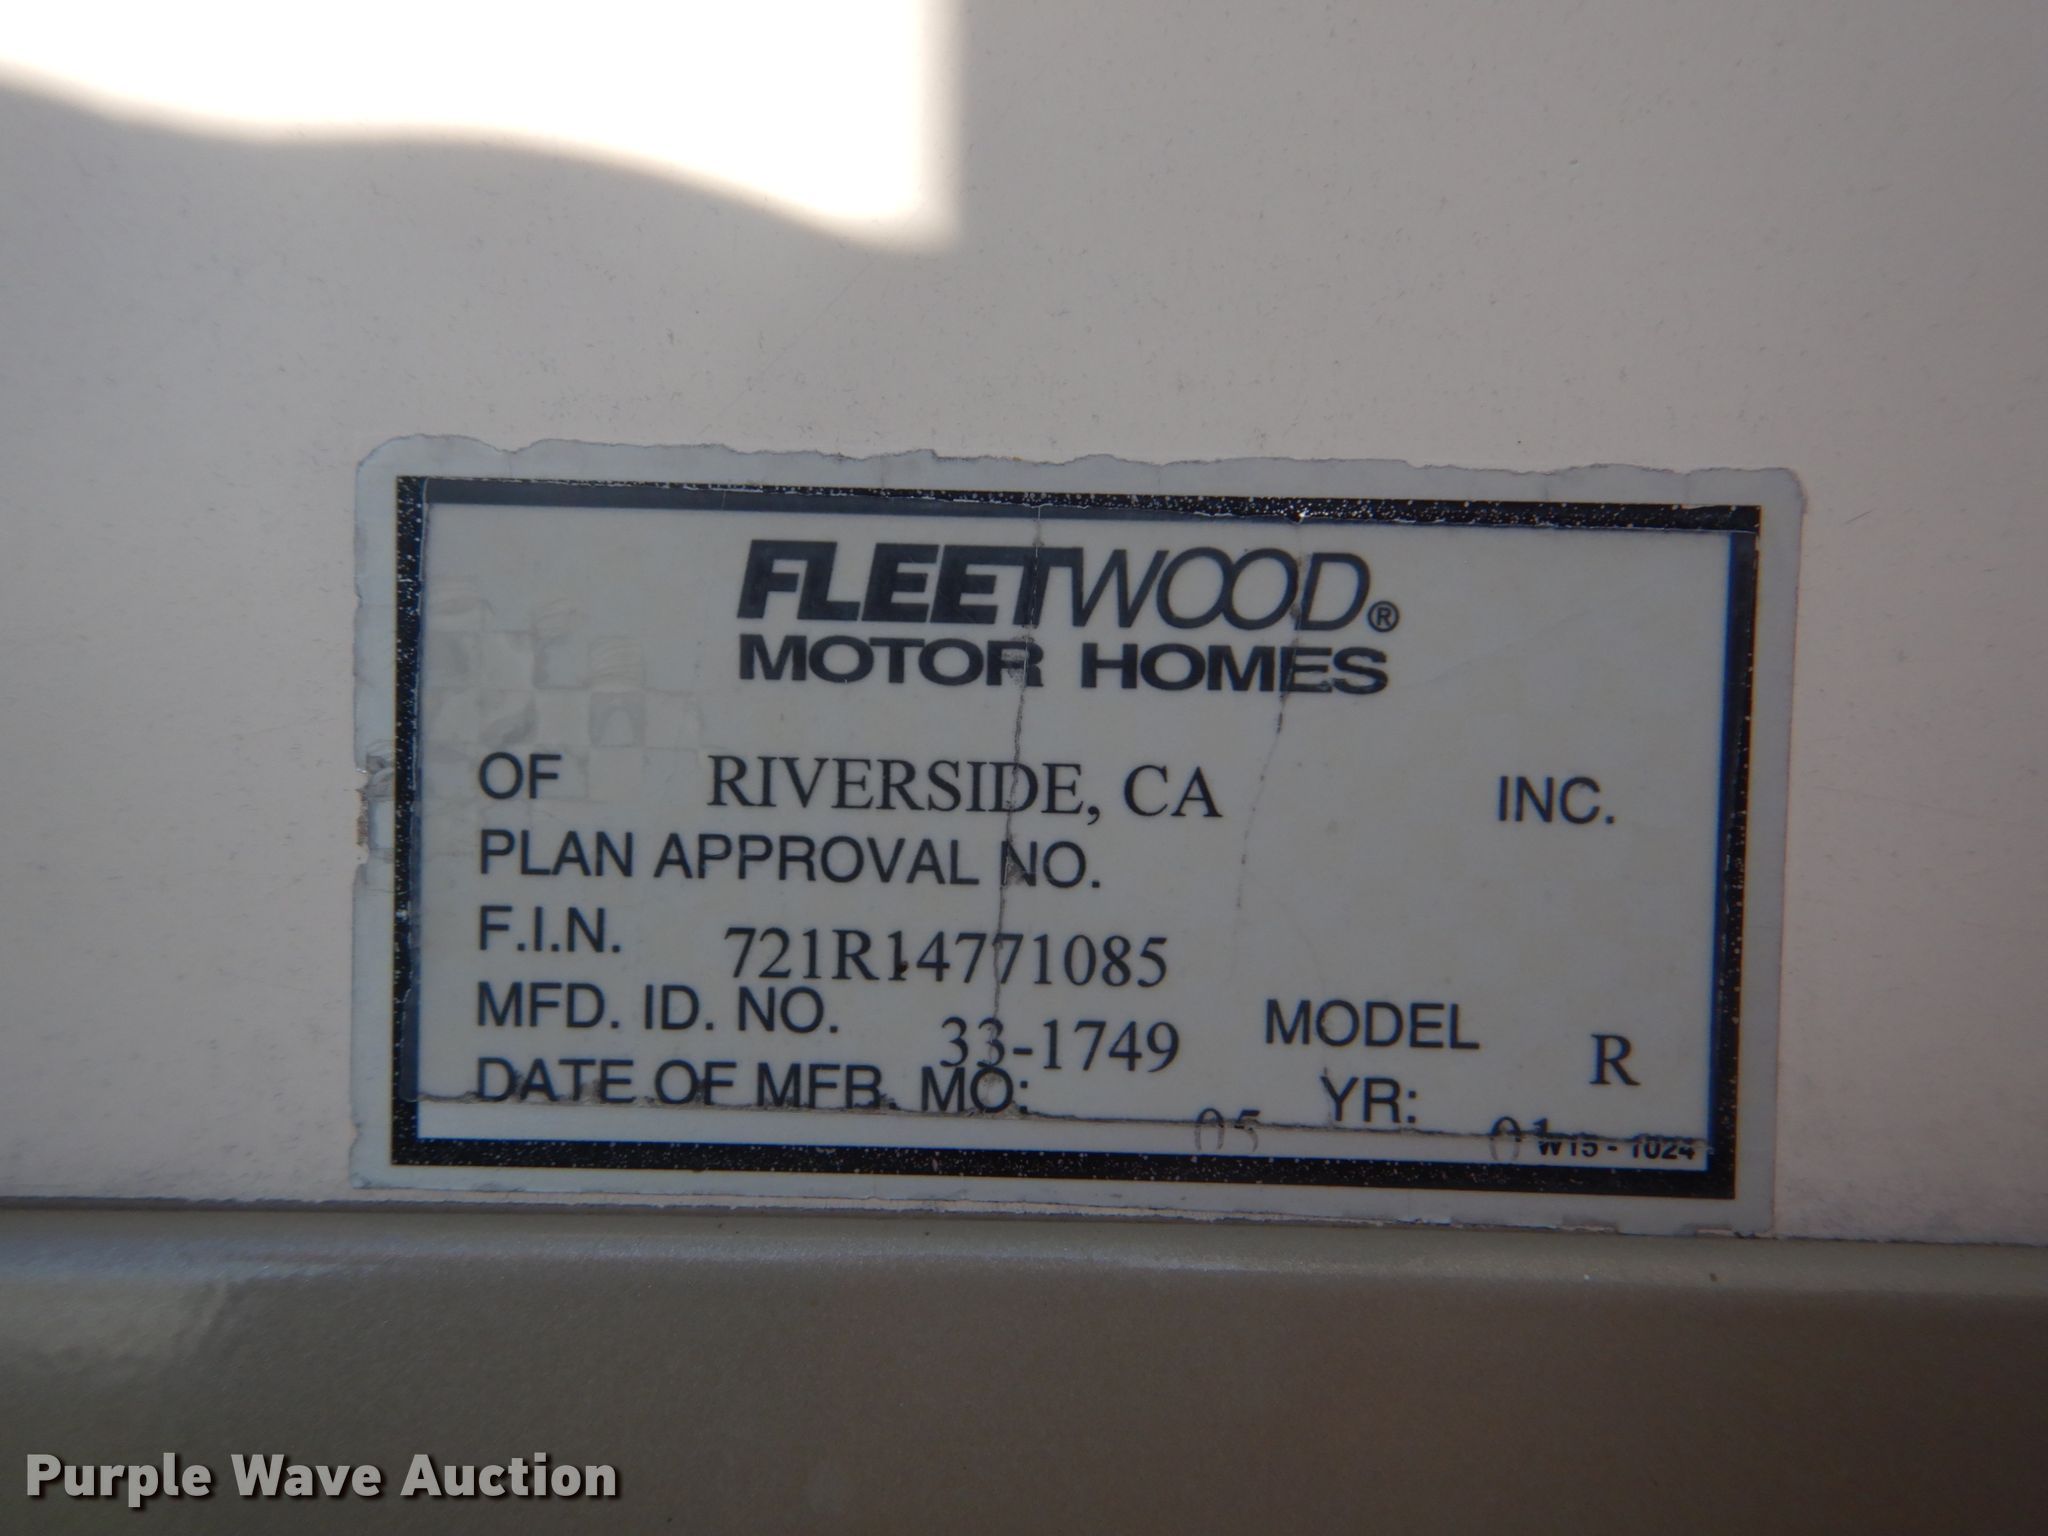 FLEETWOOD®
MOTOR HOMES
OF RIVERSIDE, CA INC.
PLAN APPROVAL NO.
F.I.N. 721R14771085
MFD. ID. NO. 33-1749 MODEL R
DATE OF MFR. MO: 05 YR: 01
W15 - 1024
Purple Wave Auction